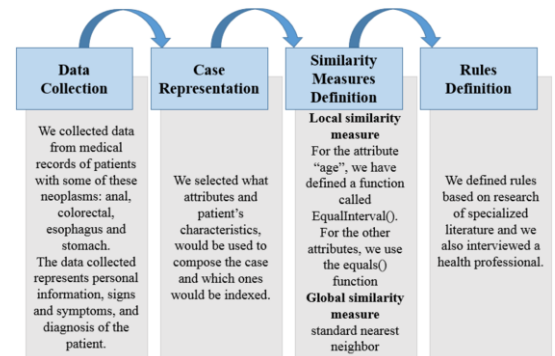 Data
Collection
We collected data
from medical
records of patients
with some of these
neoplasms: anal,
colorectal,
esophagus and
stomach.
The data collected
represents personal
information, signs
and symptoms, and
diagnosis of the
patient.
Case
Representation
We selected what
attributes and
patient's
characteristics,
would be used to
compose the case
and which ones
would be indexed.
Similarity
Measures
Definition
Local similarity
measure
For the attribute
“age”, we have
defined a function
called
EqualInterval().
For the other
attributes, we use
the equals()
function
Global similarity
measure
standard nearest
neighbor
Rules
Definition
We defined rules
based on research
of specialized
literature and we
also interviewed a
health professional.